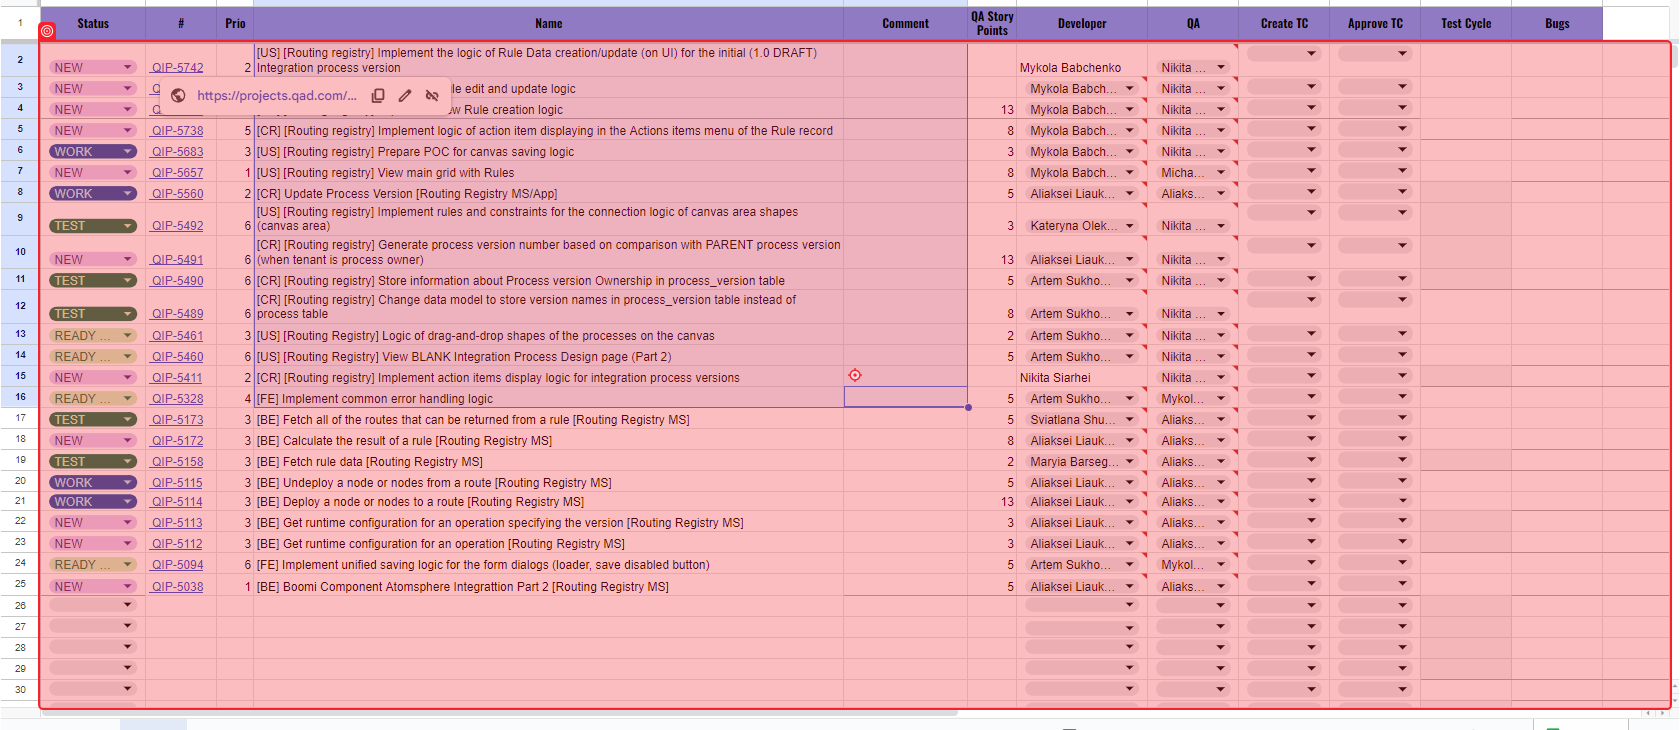 1 Status # Prio Name Comment QA Story Points Developer QA Create TC Approve TC Test Cycle Bugs
2 NEW QIP-5742 2 [US] [Routing registry] Implement the logic of Rule Data creation/update (on UI) for the initial (1.0 DRAFT)
Integration process version Mykola Babchenko Nikita ...
3 NEW le edit and update logic Mykola Babch... Nikita ...
https://projects.qad.com/...
4 NEW w Rule creation logic 13 Mykola Babch... Nikita ...
5 NEW QIP-5738 5 [CR] [Routing registry] Implement logic of action item displaying in the Actions items menu of the Rule record 8 Mykola Babch... Nikita ...
6 WORK QIP-5683 3 [US] [Routing registry] Prepare POC for canvas saving logic 3 Mykola Babch... Nikita ...
7 NEW QIP-5657 1 [US] [Routing registry] View main grid with Rules 8 Mykola Babch... Micha...
8 WORK QIP-5560 2 [CR] Update Process Version [Routing Registry MS/App] 5 Aliaksei Liauk... Aliaks...
9 TEST QIP-5492 6 [US] [Routing registry] Implement rules and constraints for the connection logic of canvas area shapes
(canvas area) 3 Kateryna Olek... Nikita ...
10 NEW QIP-5491 6 [CR] [Routing registry] Generate process version number based on comparison with PARENT process version
(when tenant is process owner) 13 Aliaksei Liauk... Nikita ...
11 TEST QIP-5490 6 [CR] [Routing registry] Store information about Process version Ownership in process_version table 5 Artem Sukho... Nikita ...
12 TEST QIP-5489 6 [CR] [Routing registry] Change data model to store version names in process_version table instead of
process table 8 Artem Sukho... Nikita ...
13 READY ... QIP-5461 3 [US] [Routing Registry] Logic of drag-and-drop shapes of the processes on the canvas 2 Artem Sukho... Nikita ...
14 READY ... QIP-5460 6 [US] [Routing Registry] View BLANK Integration Process Design page (Part 2) 5 Artem Sukho... Nikita ...
15 NEW QIP-5411 2 [CR] [Routing registry] Implement action items display logic for integration process versions Nikita Siarhei Nikita ...
16 READY ... QIP-5328 4 [FE] Implement common error handling logic 5 Artem Sukho... Mykol...
17 TEST QIP-5173 3 [BE] Fetch all of the routes that can be returned from a rule [Routing Registry MS] 5 Sviatlana Shu... Aliaks...
18 NEW QIP-5172 3 [BE] Calculate the result of a rule [Routing Registry MS] 8 Aliaksei Liauk... Aliaks...
19 TEST QIP-5158 3 [BE] Fetch rule data [Routing Registry MS] 2 Maryia Barseg... Aliaks...
20 WORK QIP-5115 3 [BE] Undeploy a node or nodes from a route [Routing Registry MS] 5 Aliaksei Liauk... Aliaks...
21 WORK QIP-5114 3 [BE] Deploy a node or nodes to a route [Routing Registry MS] 13 Aliaksei Liauk... Aliaks...
22 NEW QIP-5113 3 [BE] Get runtime configuration for an operation specifying the version [Routing Registry MS] 3 Aliaksei Liauk... Aliaks...
23 NEW QIP-5112 3 [BE] Get runtime configuration for an operation [Routing Registry MS] 3 Aliaksei Liauk... Aliaks...
24 READY ... QIP-5094 6 [FE] Implement unified saving logic for the form dialogs (loader, save disabled button) 5 Artem Sukho... Mykol...
25 NEW QIP-5038 1 [BE] Boomi Component Atomsphere Integrattion Part 2 [Routing Registry MS] 5 Aliaksei Liauk... Aliaks...
26
27
28
29
30